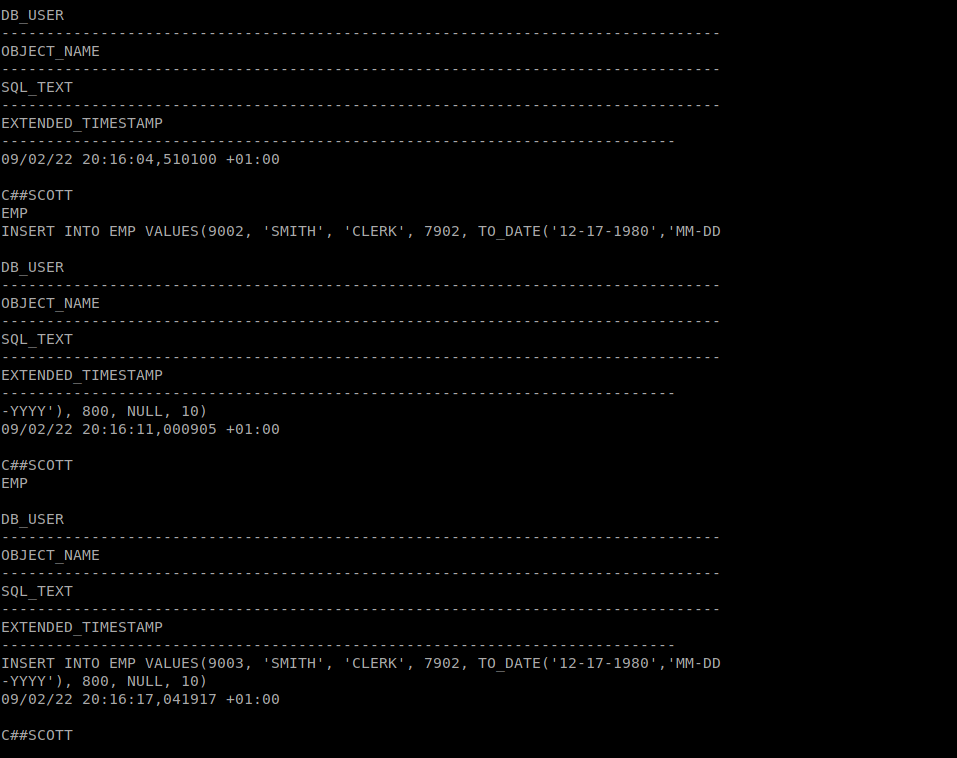 DB_USER
--------------------------------------------------------------------------------
OBJECT_NAME
--------------------------------------------------------------------------------
SQL_TEXT
--------------------------------------------------------------------------------
EXTENDED_TIMESTAMP
---------------------------------------------------------------------------
09/02/22 20:16:04,510100 +01:00

C##SCOTT
EMP
INSERT INTO EMP VALUES(9002, 'SMITH', 'CLERK', 7902, TO_DATE('12-17-1980','MM-DD

DB_USER
--------------------------------------------------------------------------------
OBJECT_NAME
--------------------------------------------------------------------------------
SQL_TEXT
--------------------------------------------------------------------------------
EXTENDED_TIMESTAMP
---------------------------------------------------------------------------
-YYYY'), 800, NULL, 10)
09/02/22 20:16:11,000905 +01:00

C##SCOTT
EMP

DB_USER
--------------------------------------------------------------------------------
OBJECT_NAME
--------------------------------------------------------------------------------
SQL_TEXT
--------------------------------------------------------------------------------
EXTENDED_TIMESTAMP
---------------------------------------------------------------------------
INSERT INTO EMP VALUES(9003, 'SMITH', 'CLERK', 7902, TO_DATE('12-17-1980','MM-DD
-YYYY'), 800, NULL, 10)
09/02/22 20:16:17,041917 +01:00

C##SCOTT